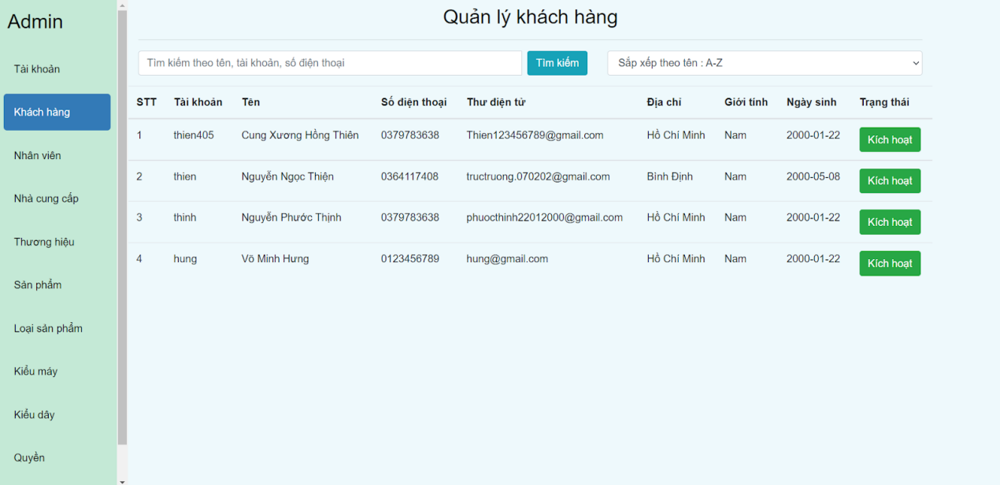 Admin
Tài khoản
Khách hàng
Nhân viên
Nhà cung cấp
Thương hiệu
Sản phẩm
Loại sản phẩm
Kiểu máy
Kiểu dây
Quyền
Quản lý khách hàng
Tìm kiếm theo tên, tài khoản, số điện thoại Tìm kiếm Sắp xếp theo tên : A-Z
STT Tài khoản Tên Số điện thoại Thư điện tử Địa chỉ Giới tính Ngày sinh Trạng thái
1 thien405 Cung Xương Hồng Thiên 0379783638 Thien123456789@gmail.com Hồ Chí Minh Nam 2000-01-22 Kích hoạt
2 thien Nguyễn Ngọc Thiện 0364117408 tructruong.070202@gmail.com Bình Định Nam 2000-05-08 Kích hoạt
3 thinh Nguyễn Phước Thịnh 0379783638 phuocthinh22012000@gmail.com Hồ Chí Minh Nam 2000-01-22 Kích hoạt
4 hung Võ Minh Hưng 0123456789 hung@gmail.com Hồ Chí Minh Nam 2000-01-22 Kích hoạt